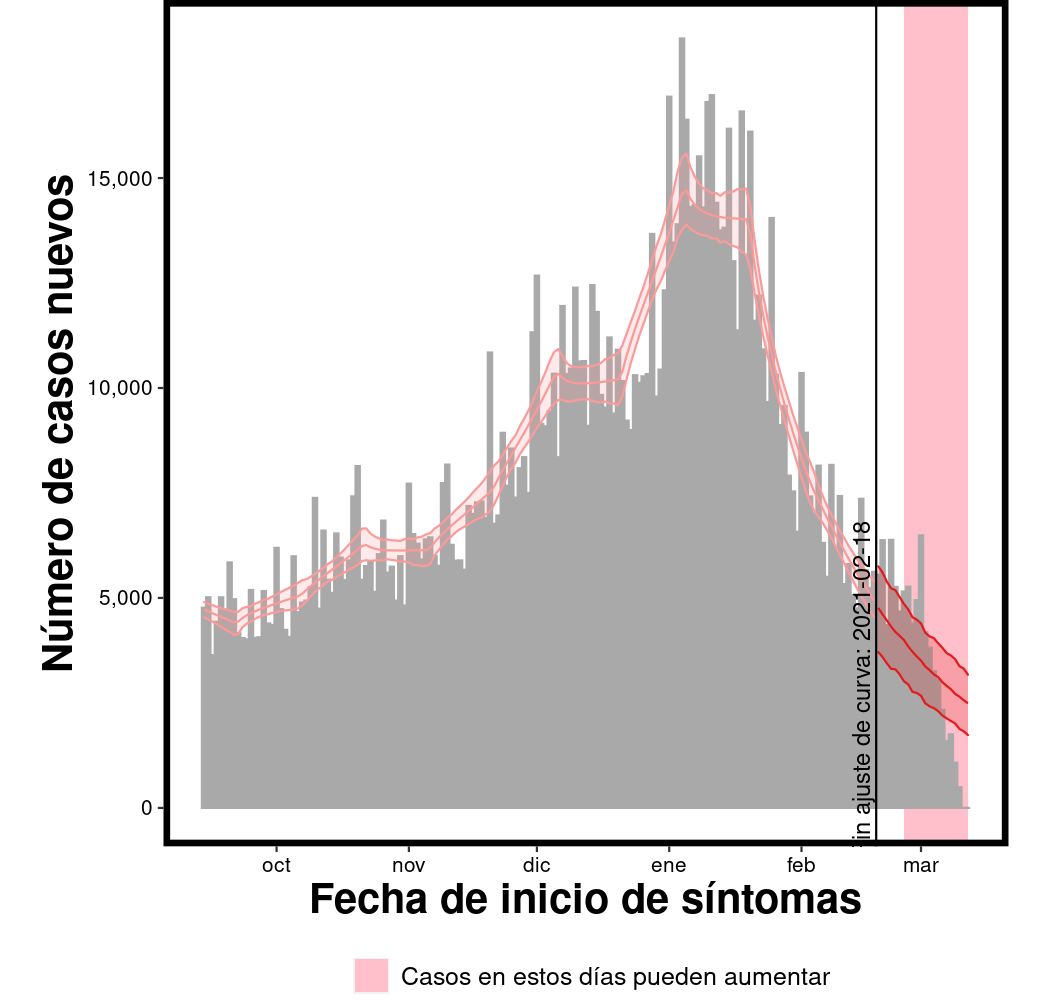 Número de casos nuevos
15,000
10,000
5,000
0
in ajuste de curva: 2021-02-18
oct nov dic ene feb mar
Fecha de inicio de síntomas
Casos en estos días pueden aumentar